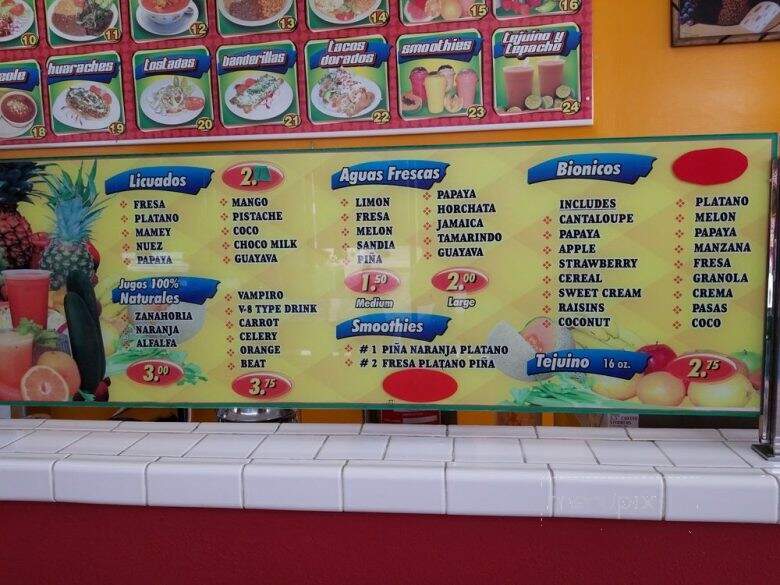 10
11
12
13
14
15
16
huaraches
tostadas
banderillas
tacos
dorados
smoothies
Tejuino y
Tepache
18
19
20
21
22
23
24
Licuados
FRESA
PLATANO
MAMEY
NUEZ
PAPAYA
MANGO
PISTACHE
COCO
CHOCO MILK
GUAYAVA
Jugos 100%
Naturales
ZANAHORIA
NARANJA
ALFALFA
3.00
VAMPIRO
V-8 TYPE DRINK
CARROT
CELERY
ORANGE
BEAT
3.75
Aguas Frescas
LIMON
FRESA
MELON
SANDIA
PIÑA
PAPAYA
HORCHATA
JAMAICA
TAMARINDO
GUAYAVA
1.50
Medium
2.00
Large
Smoothies
# 1 PIÑA NARANJA PLATANO
# 2 FRESA PLATANO PIÑA
Bionicos
INCLUDES
CANTALOUPE
PAPAYA
APPLE
STRAWBERRY
CEREAL
SWEET CREAM
RAISINS
COCONUT
PLATANO
MELON
PAPAYA
MANZANA
FRESA
GRANOLA
CREMA
PASAS
COCO
Tejuino 16 oz.
2.75